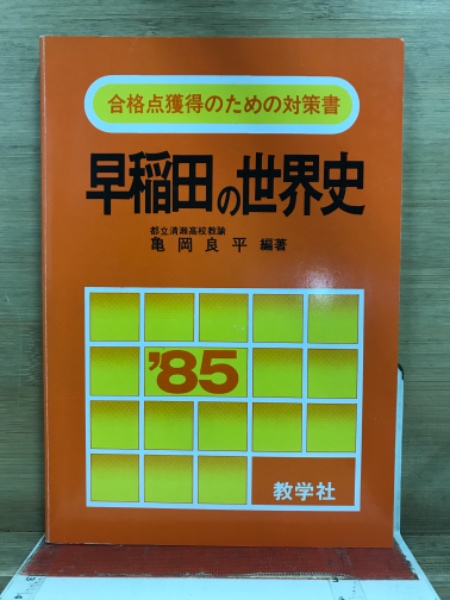 合格点獲得のための対策書
早稲田の世界史
都立清瀬高校教諭
亀岡良平 編著
'85
教学社